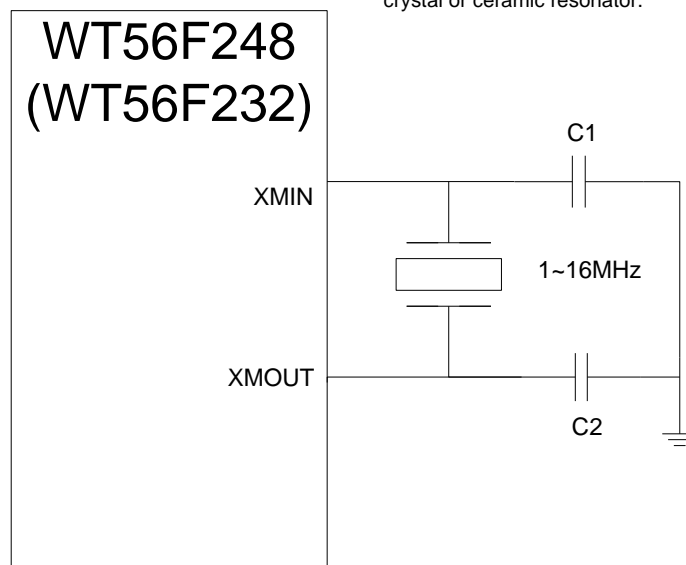 crystal or ceramic resonator.
WT56F248
(WT56F232)
C1
XMIN
1~16MHz
XMOUT
C2